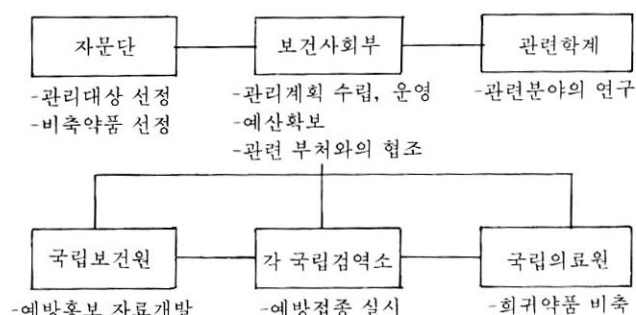 자문단
보건사회부
관련학계
-관리대상 선정
-비축약품 선정
-관리계획 수립, 운영
-예산확보
-관련 부처와의 협조
-관련분야의 연구
국립보건원
각 국립검역소
국립의료원
-예방홍보 자료개발
-예방접종 실시
-희귀약품 비축